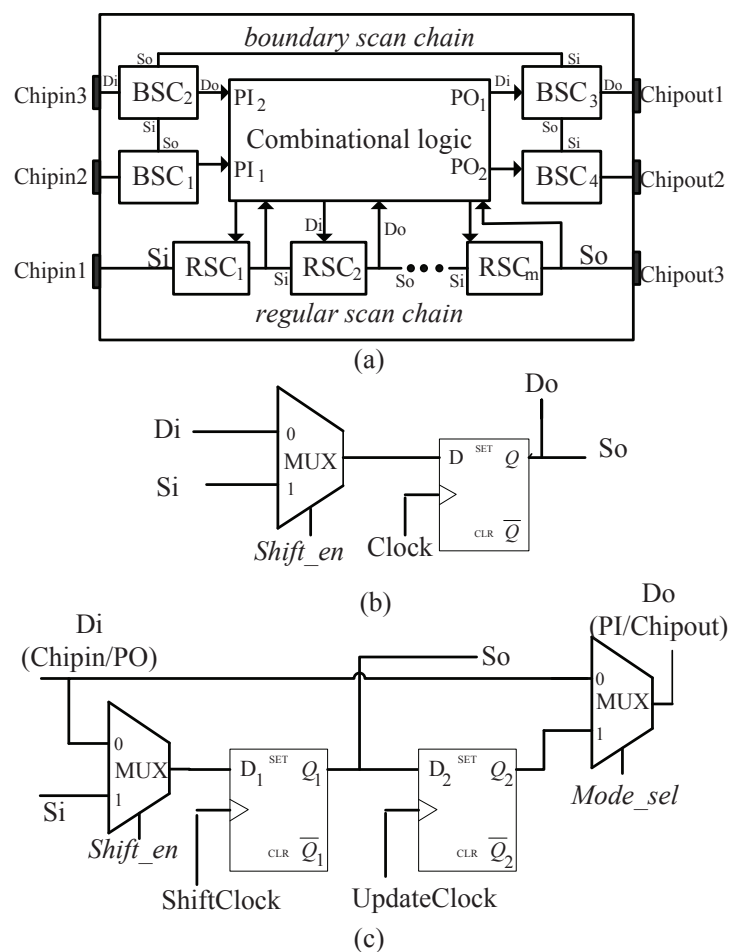 boundary scan chain
So Si
Chipin3 Di BSC2 Do PI2 PO1 Di BSC3 Do Chipout1
Combinational logic
Si So
So Si
Chipin2 BSC1 PI1 PO2 BSC4 Chipout2
Di Do
Chipin1 Si RSC1 Si RSC2 So Si RSCm So Chipout3
regular scan chain
(a)
Do
Di 0 D SET Q
MUX So
Si 1
CLR Q
Shift_en Clock
(b)
Di
(Chipin/PO)
Do
(PI/Chipout)
So
0
MUX
1
0
MUX D1 SET Q1 D2 SET Q2
Si 1
Mode_sel
Shift_en CLR Q1 CLR Q2
ShiftClock UpdateClock
(c)